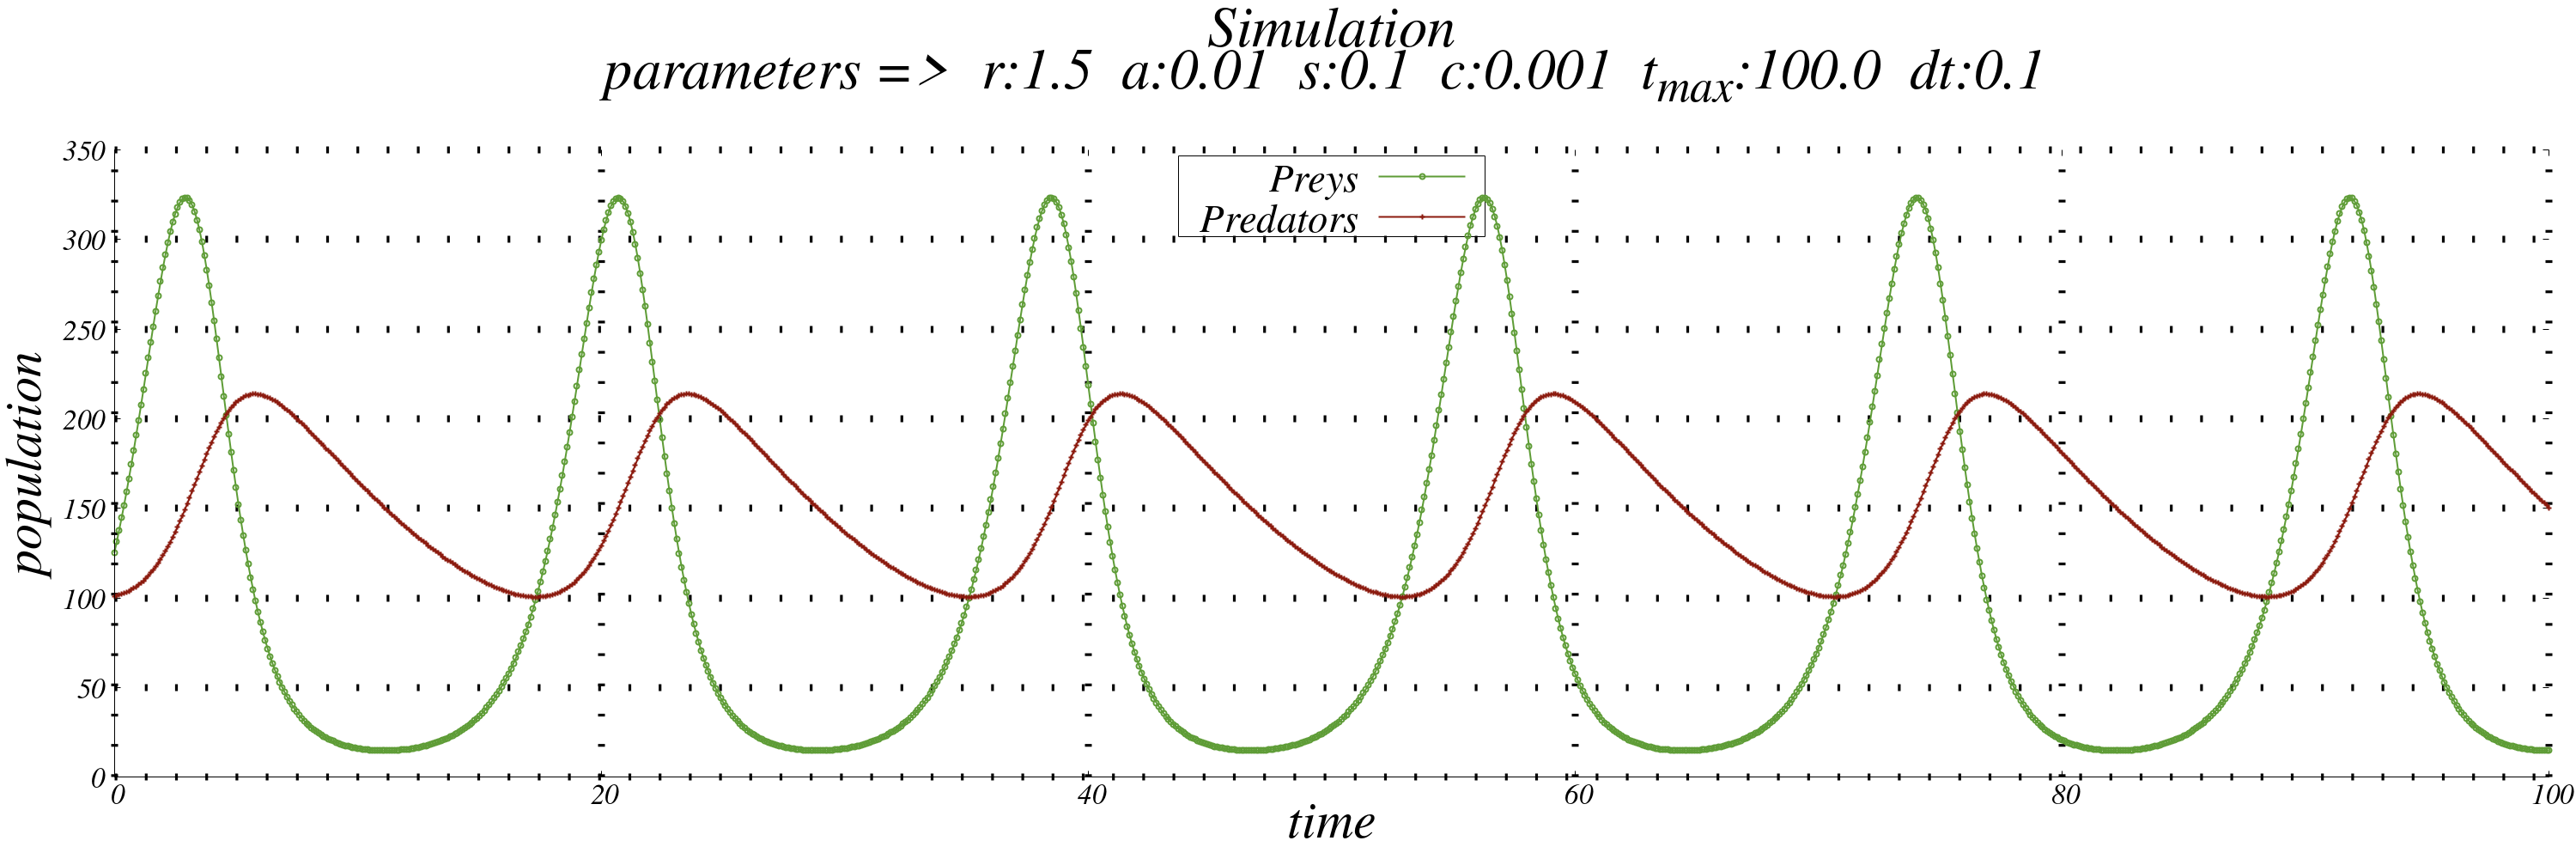 Simulation
parameters => r:1.5 a:0.01 s:0.1 c:0.001 tmax:100.0 dt:0.1
350
300
250
200
150
100
50
0
population
Preys
Predators
0 20 40 60 80 100
time